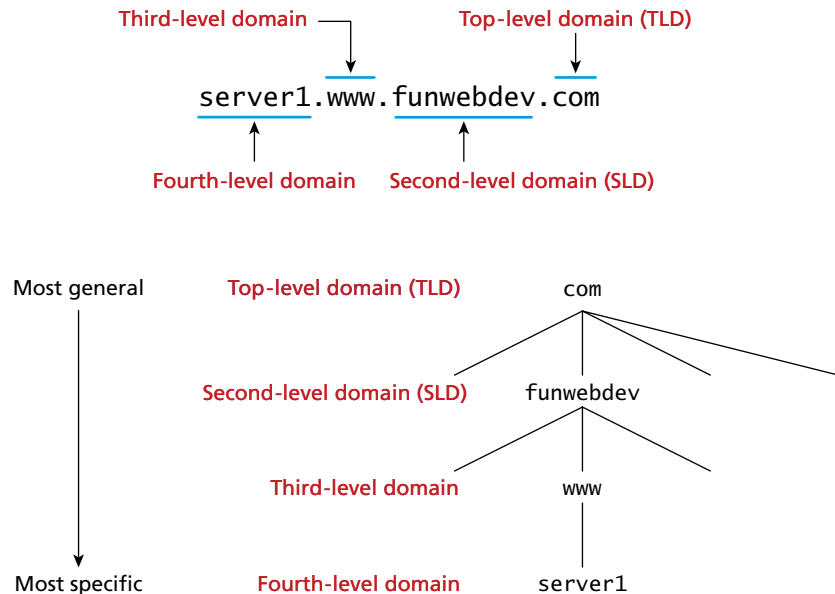 Third-level domain Top-level domain (TLD)
server1.www.funwebdev.com
Fourth-level domain Second-level domain (SLD)
Most general Top-level domain (TLD) com
Second-level domain (SLD) funwebdev
Third-level domain www
Most specific Fourth-level domain server1